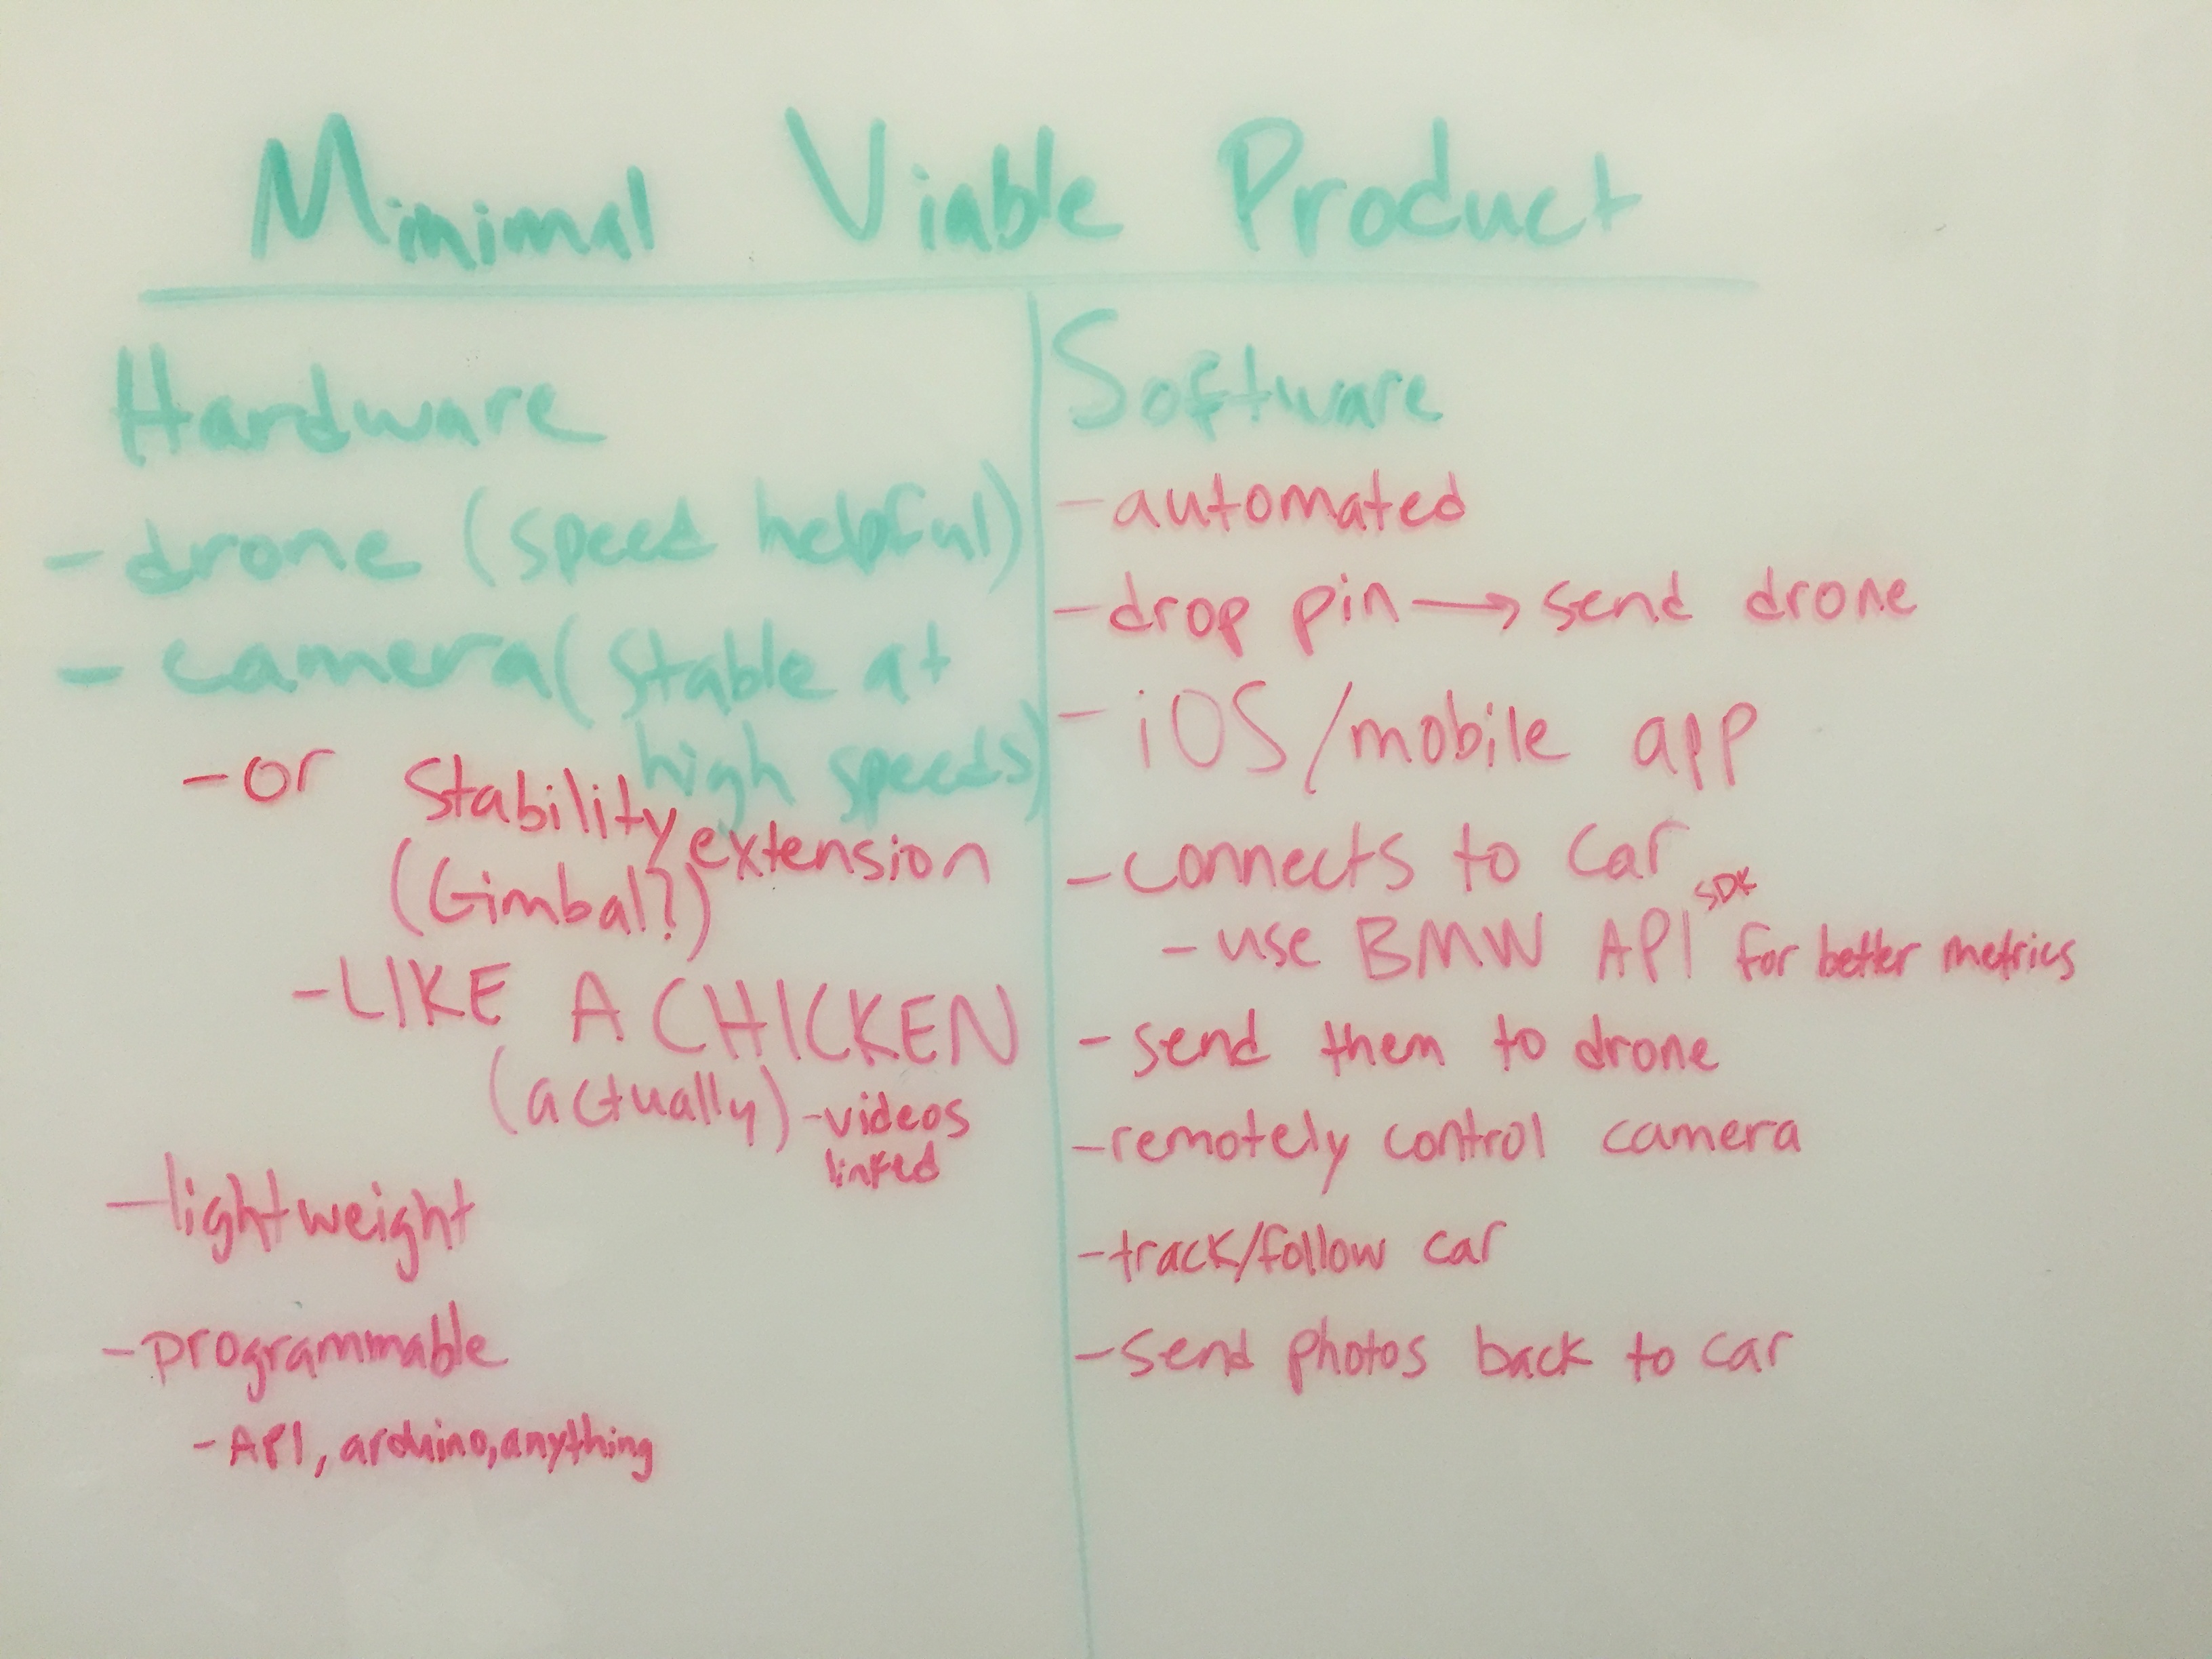 Minimal Viable Product
Hardware
- drone (speed helpful)
- camera (stable at
high speeds)
- or Stability extension
(Gimbal?)
- LIKE A CHICKEN
(actually) - videos
linked
- lightweight
- programmable
- API, arduino, anything
Software
- automated
- drop pin → send drone
- iOS/mobile app
- connects to car
- use BMW API SDK for better metrics
- send them to drone
- remotely control camera
- track/follow car
- send photos back to car